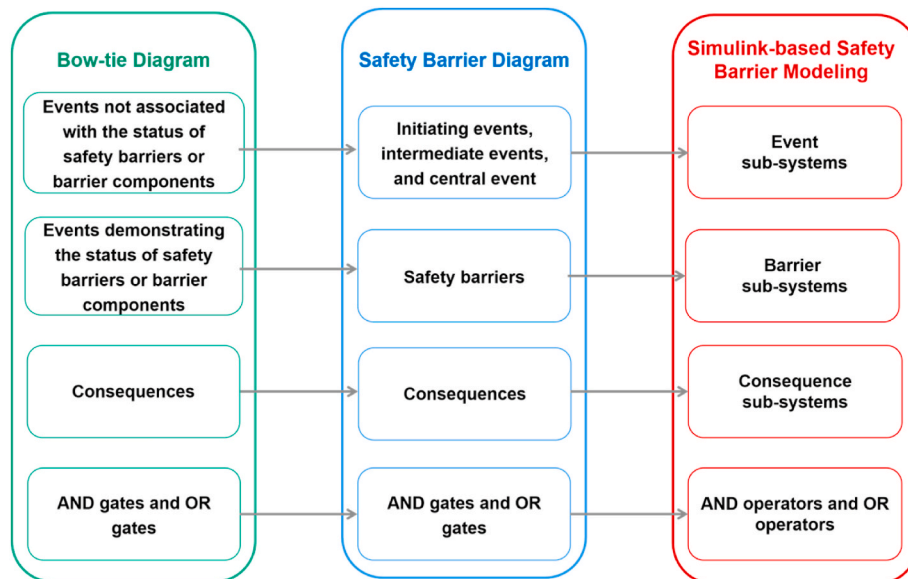 Bow-tie Diagram
Events not associated
with the status of
safety barriers or
barrier components
Events demonstrating
the status of safety
barriers or barrier
components
Consequences
AND gates and OR
gates
Safety Barrier Diagram
Initiating events,
intermediate events,
and central event
Safety barriers
Consequences
AND gates and OR
gates
Simulink-based Safety
Barrier Modeling
Event
sub-systems
Barrier
sub-systems
Consequence
sub-systems
AND operators and OR
operators